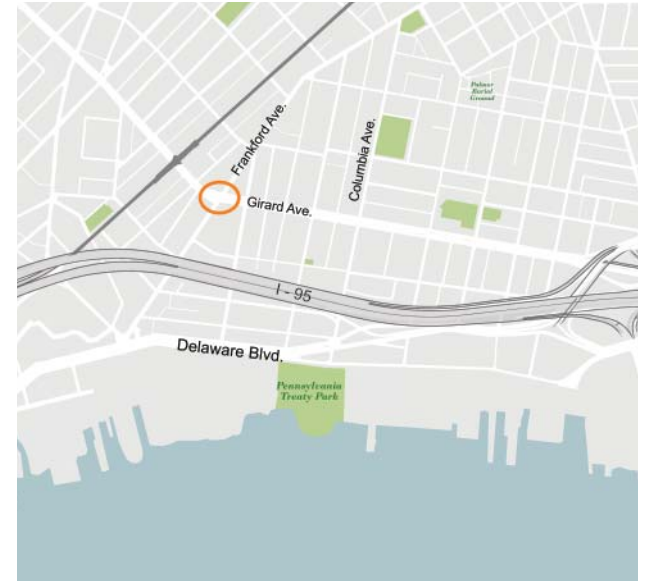 Palmer
Burial
Ground
Frankford Ave.
Columbia Ave.
Girard Ave.
I - 95
Delaware Blvd.
Pennsylvania
Treaty Park